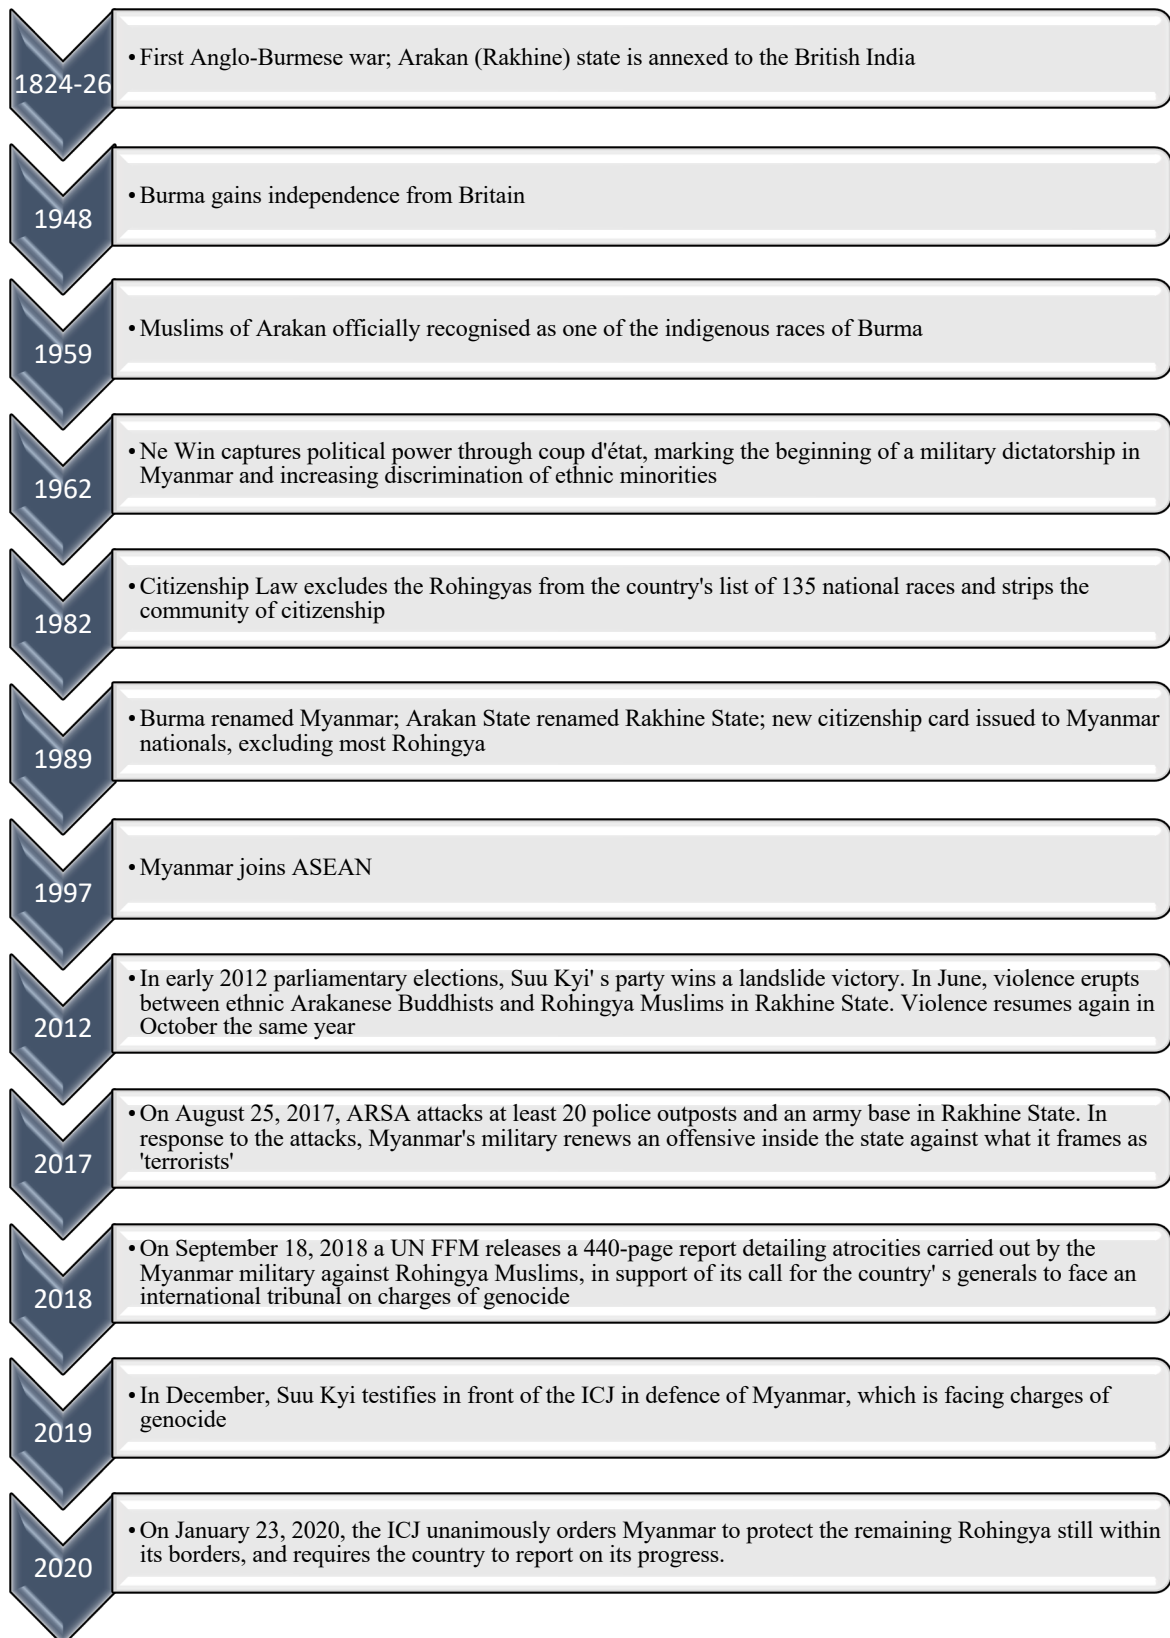 1824-26
•First Anglo-Burmese war; Arakan (Rakhine) state is annexed to the British India
1948
•Burma gains independence from Britain
1959
•Muslims of Arakan officially recognised as one of the indigenous races of Burma
1962
•Ne Win captures political power through coup d'état, marking the beginning of a military dictatorship in
Myanmar and increasing discrimination of ethnic minorities
1982
•Citizenship Law excludes the Rohingyas from the country's list of 135 national races and strips the
community of citizenship
1989
•Burma renamed Myanmar; Arakan State renamed Rakhine State; new citizenship card issued to Myanmar
nationals, excluding most Rohingya
1997
•Myanmar joins ASEAN
2012
•In early 2012 parliamentary elections, Suu Kyi' s party wins a landslide victory. In June, violence erupts
between ethnic Arakanese Buddhists and Rohingya Muslims in Rakhine State. Violence resumes again in
October the same year
2017
•On August 25, 2017, ARSA attacks at least 20 police outposts and an army base in Rakhine State. In
response to the attacks, Myanmar's military renews an offensive inside the state against what it frames as
'terrorists'
2018
•On September 18, 2018 a UN FFM releases a 440-page report detailing atrocities carried out by the
Myanmar military against Rohingya Muslims, in support of its call for the country' s generals to face an
international tribunal on charges of genocide
2019
•In December, Suu Kyi testifies in front of the ICJ in defence of Myanmar, which is facing charges of
genocide
2020
•On January 23, 2020, the ICJ unanimously orders Myanmar to protect the remaining Rohingya still within
its borders, and requires the country to report on its progress.